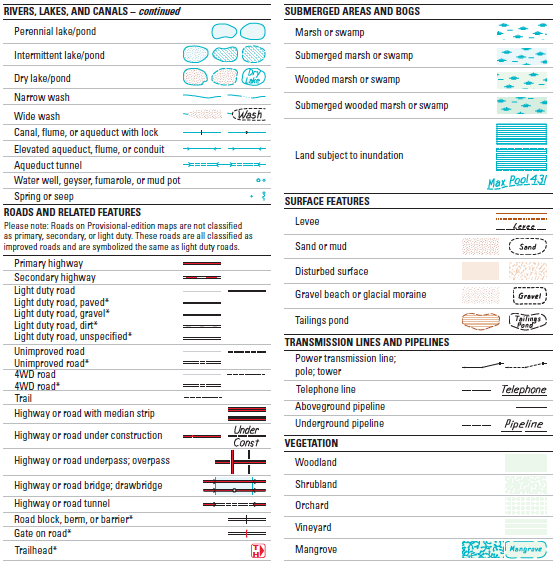 RIVERS, LAKES, AND CANALS – continued
Perennial lake/pond
Intermittent lake/pond
Dry lake/pond
Dry Lake
Narrow wash
Wide wash
Wash
Canal, flume, or aqueduct with lock
Elevated aqueduct, flume, or conduit
Aqueduct tunnel
Water well, geyser, fumarole, or mud pot
Spring or seep
ROADS AND RELATED FEATURES
Please note: Roads on Provisional-edition maps are not classified
as primary, secondary, or light duty. These roads are all classified as
improved roads and are symbolized the same as light duty roads.
Primary highway
Secondary highway
Light duty road
Light duty road, paved*
Light duty road, gravel*
Light duty road, dirt*
Light duty road, unspecified*
Unimproved road
Unimproved road*
4WD road
4WD road*
Trail
Highway or road with median strip
Highway or road under construction
Under
Const
Highway or road underpass; overpass
Highway or road bridge; drawbridge
Highway or road tunnel
Road block, berm, or barrier*
Gate on road*
Trailhead*
T
H
SUBMERGED AREAS AND BOGS
Marsh or swamp
Submerged marsh or swamp
Wooded marsh or swamp
Submerged wooded marsh or swamp
Land subject to inundation
Max Pool 431
SURFACE FEATURES
Levee
Levee
Sand or mud
Sand
Disturbed surface
Gravel beach or glacial moraine
Gravel
Tailings pond
Tailings
Pond
TRANSMISSION LINES AND PIPELINES
Power transmission line;
pole; tower
Telephone line
Telephone
Aboveground pipeline
Underground pipeline
Pipeline
VEGETATION
Woodland
Shrubland
Orchard
Vineyard
Mangrove
Mangrove